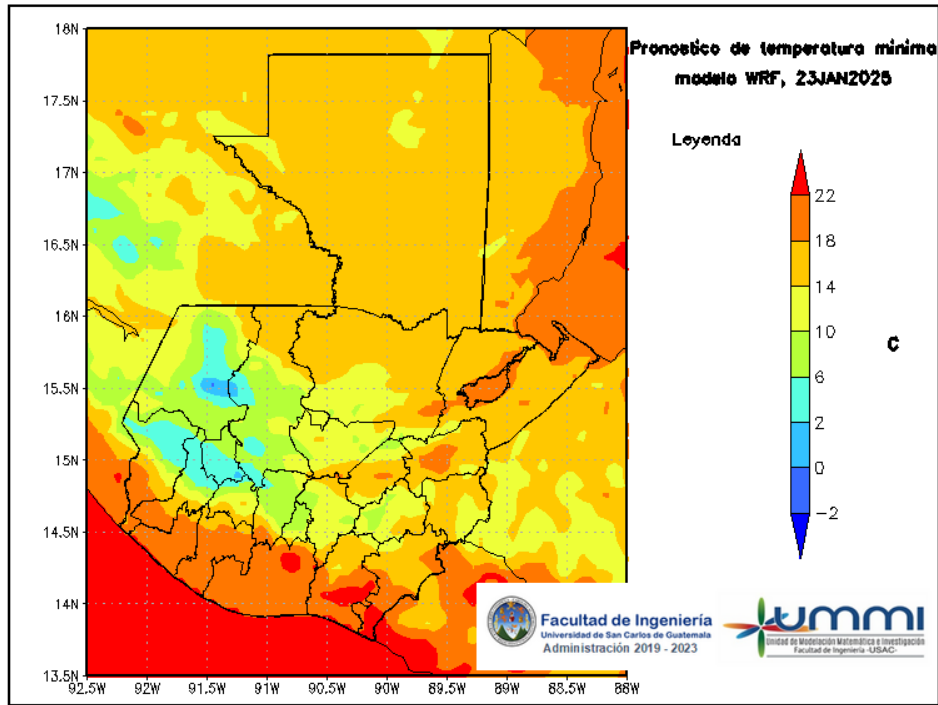 Pronostico de temperatura minima
modelo WRF, 23JAN2025
Leyenda
22
18
14
10
6
2
0
-2
C
18N
17.5N
17N
16.5N
16N
15.5N
15N
14.5N
14N
13.5N
92.5W
92W
91.5W
91W
90.5W
90W
89.5W
89W
88.5W
88W
Facultad de Ingeniería
Universidad de San Carlos de Guatemala
Administración 2019 - 2023
ummi
Unidad de Modelación Matemática e Investigación
Facultad de Ingeniería -USAC-